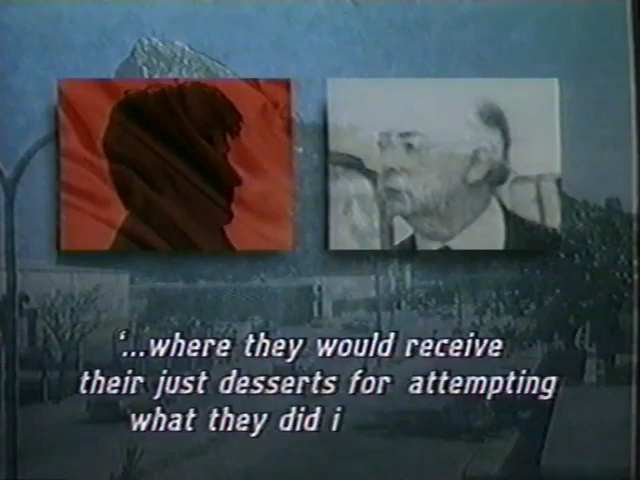 ‘...where they would receive
their just desserts for attempting
what they did i